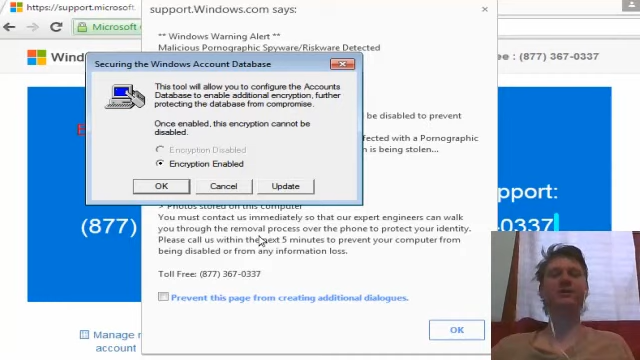 https://support.microsof
support.Windows.com says:
Microsoft
** Windows Warning Alert
Malicious Pornographic Spyware/Riskware Detected
Wind
: (877) 367-0337
Securing the Windows Account Database
This tool will allow you to configure the Accounts
Database to enable additional encryption, further
protecting the database from compromise.
Once enabled, this encryption cannot be
disabled.
Encryption Disabled
Encryption Enabled
OK
Cancel
Update
be disabled to prevent
fected with a Pornographic
n is being stolen...
> Photos stored on this computer
You must contact us immediately so that our expert engineers can walk
you through the removal process over the phone to protect your identity.
Please call us within the next 5 minutes to prevent your computer from
being disabled or from any information loss.
Toll Free: (877) 367-0337
Prevent this page from creating additional dialogues.
OK
upport:
(877)
-0337
Manage m
account